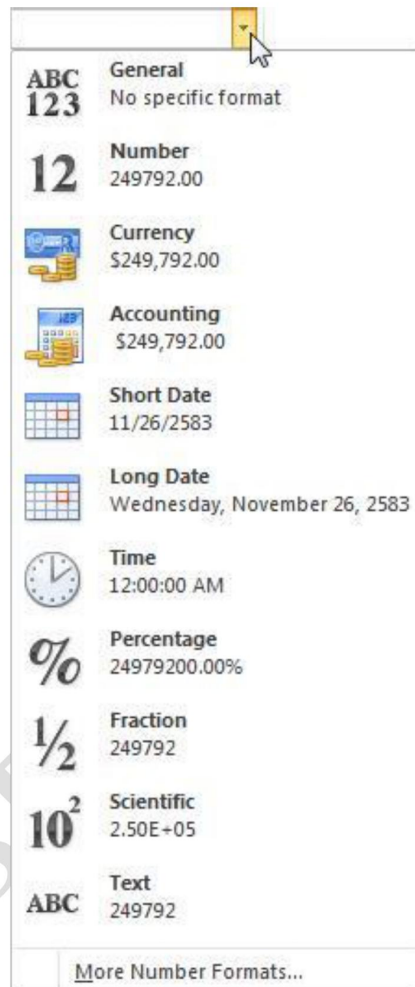 ABC
123
General
No specific format
12
Number
249792.00
Currency
$249,792.00
123
Accounting
$249,792.00
Short Date
11/26/2583
Long Date
Wednesday, November 26, 2583
Time
12:00:00 AM
%
Percentage
24979200.00%
1/2
Fraction
249792
10²
Scientific
2.50E+05
ABC
Text
249792
More Number Formats...